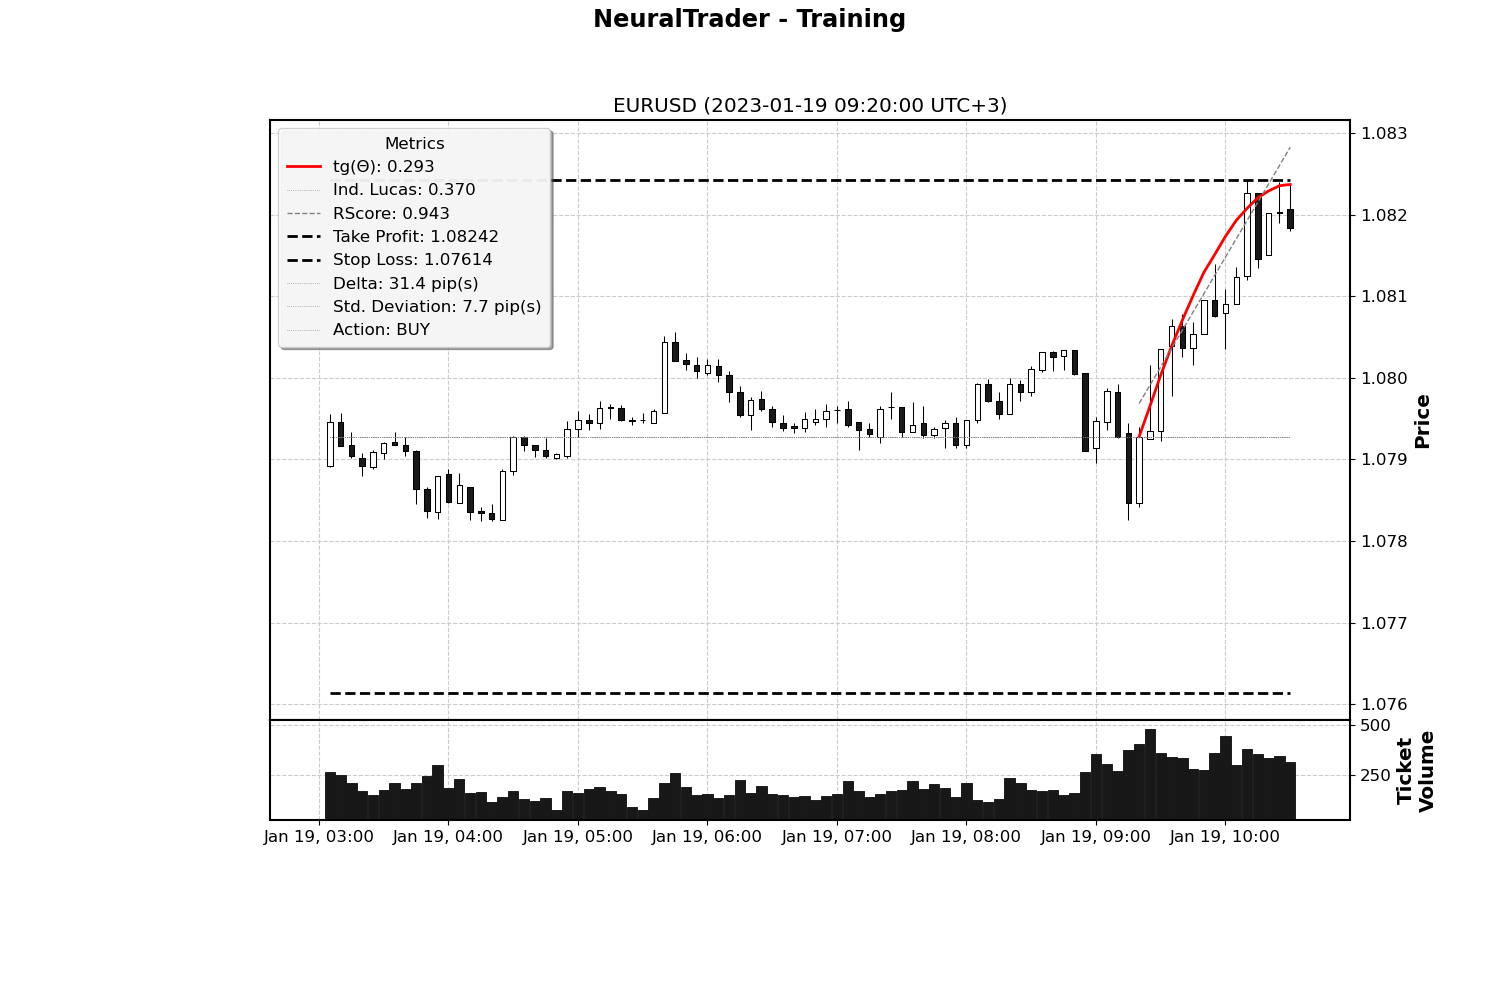 NeuralTrader - Training
EURUSD (2023-01-19 09:20:00 UTC+3)
Metrics
tg(Θ): 0.293
Ind. Lucas: 0.370
RScore: 0.943
Take Profit: 1.08242
Stop Loss: 1.07614
Delta: 31.4 pip(s)
Std. Deviation: 7.7 pip(s)
Action: BUY
1.083
1.082
1.081
1.080
1.079
1.078
1.077
1.076
Price
500
250
Ticket
Volume
Jan 19, 03:00
Jan 19, 04:00
Jan 19, 05:00
Jan 19, 06:00
Jan 19, 07:00
Jan 19, 08:00
Jan 19, 09:00
Jan 19, 10:00